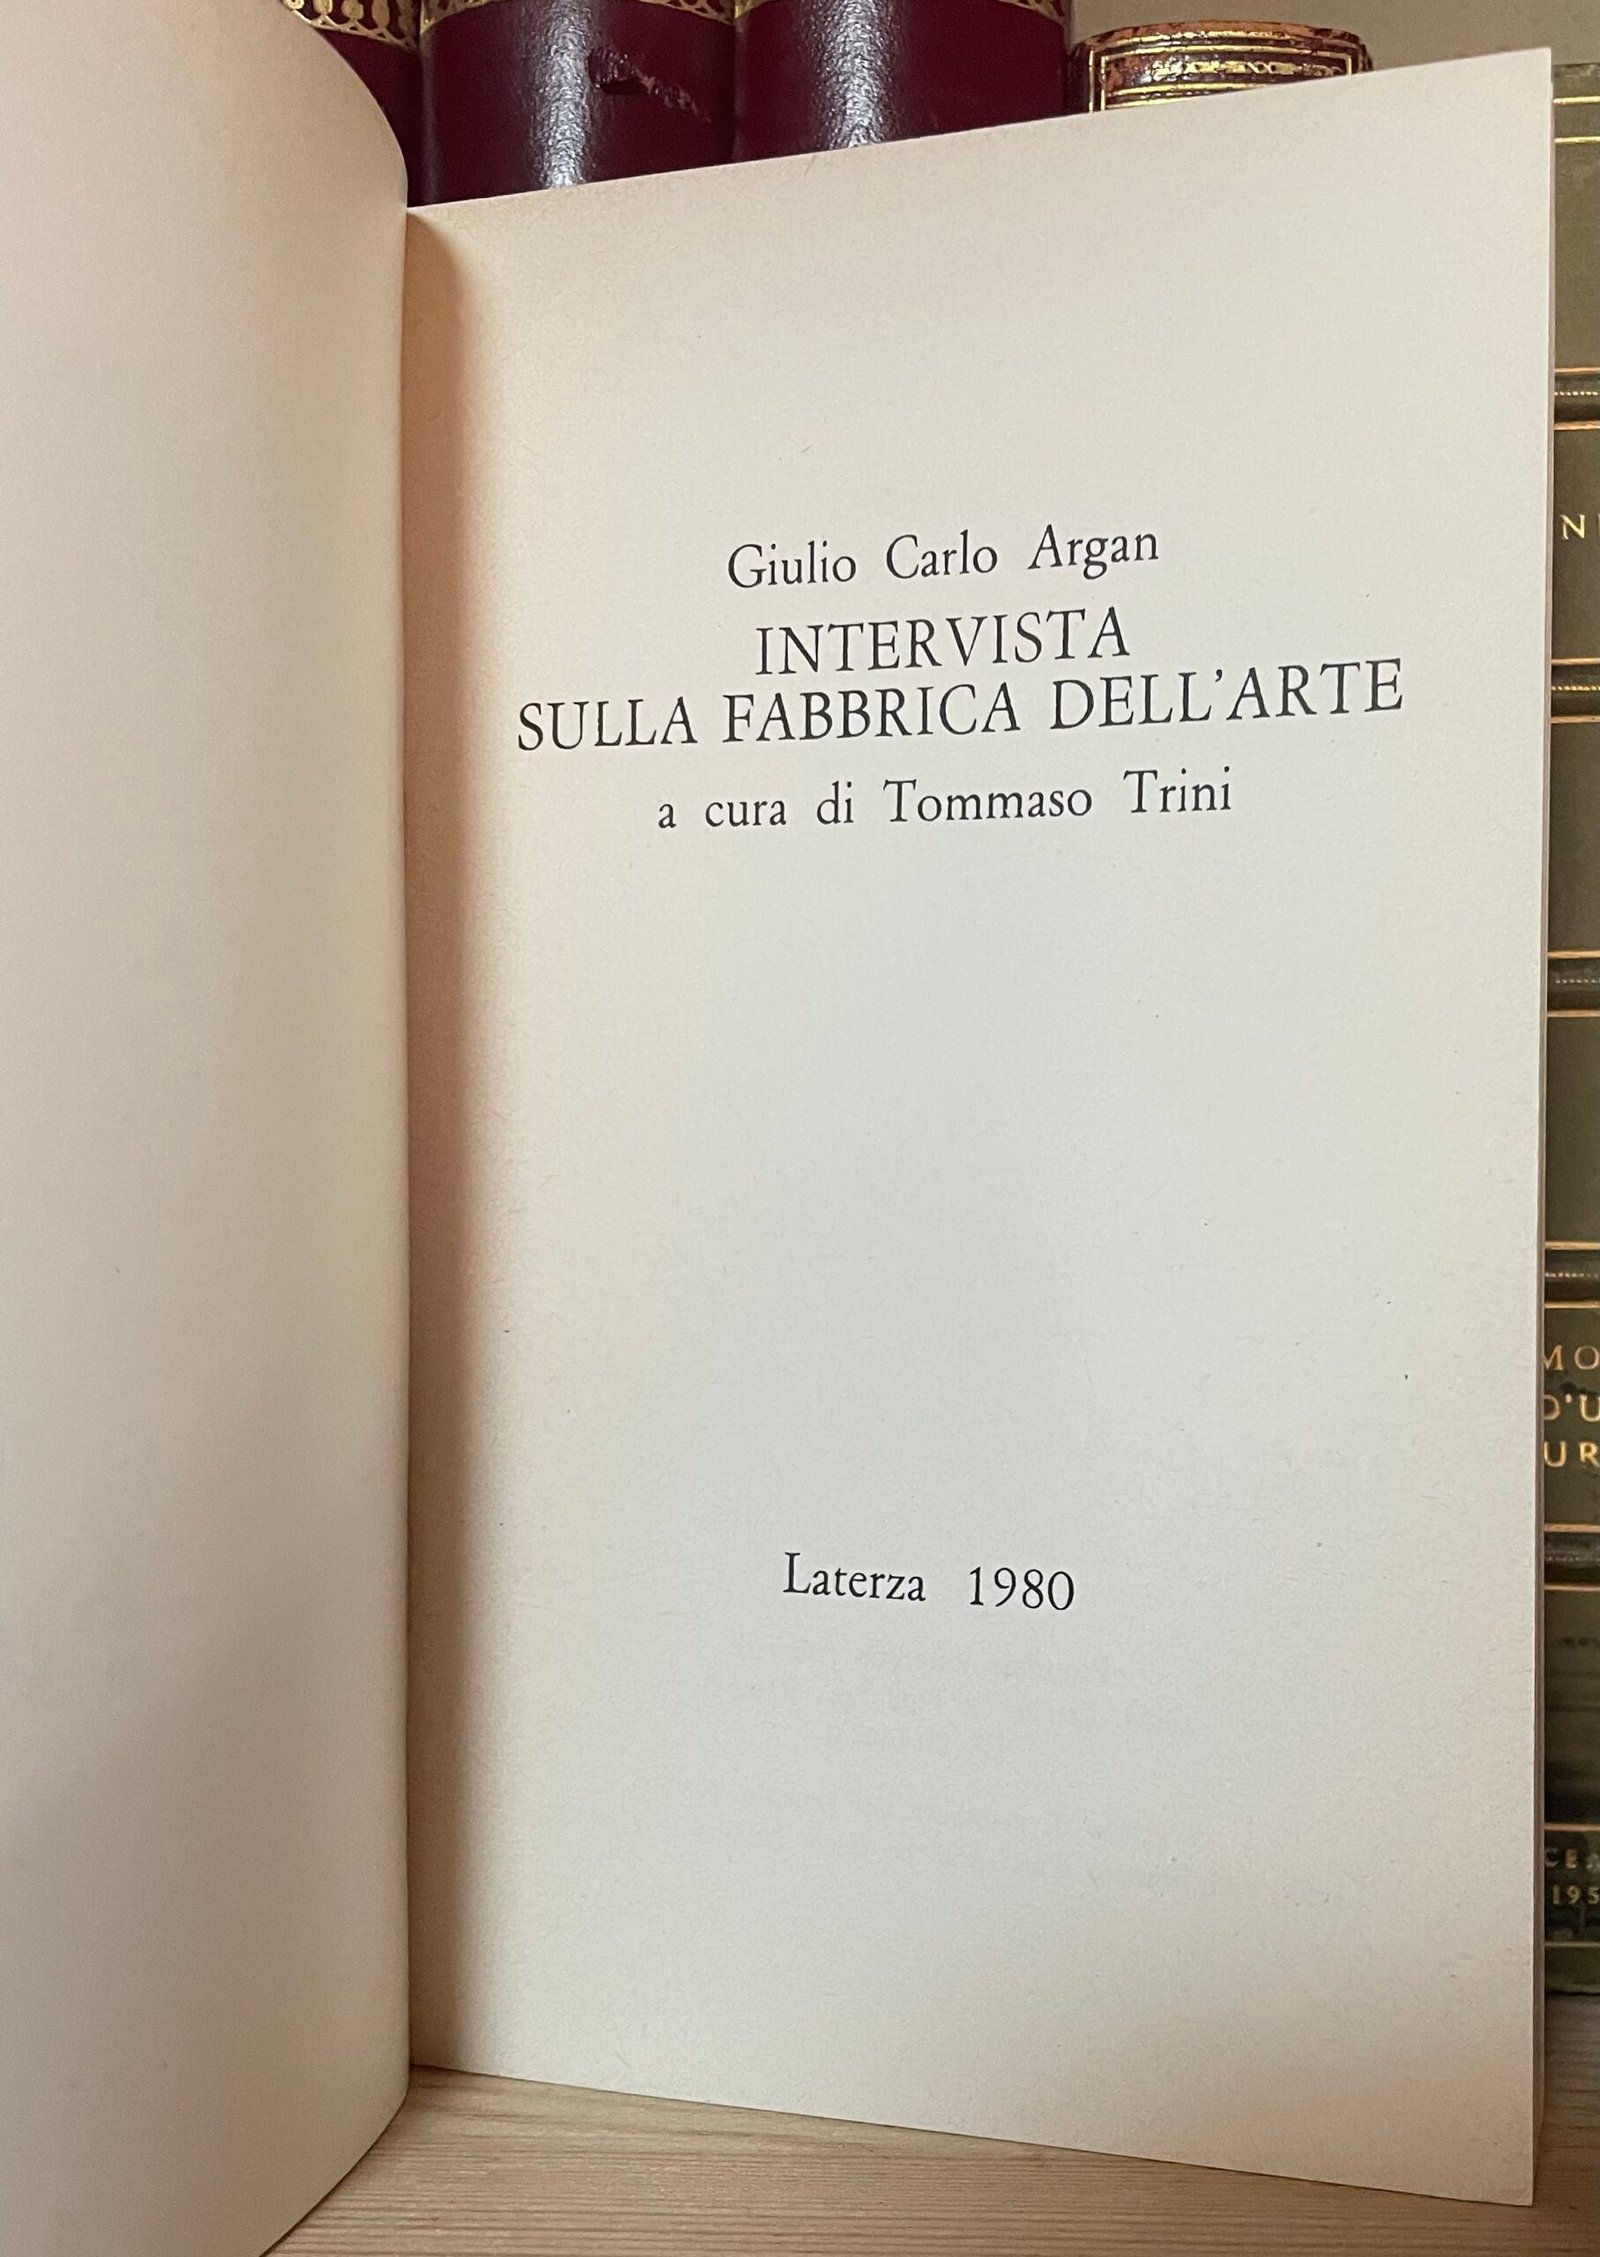 Giulio Carlo Argan
INTERVISTA
SULLA FABBRICA DELL'ARTE
a cura di Tommaso Trini
Laterza 1980